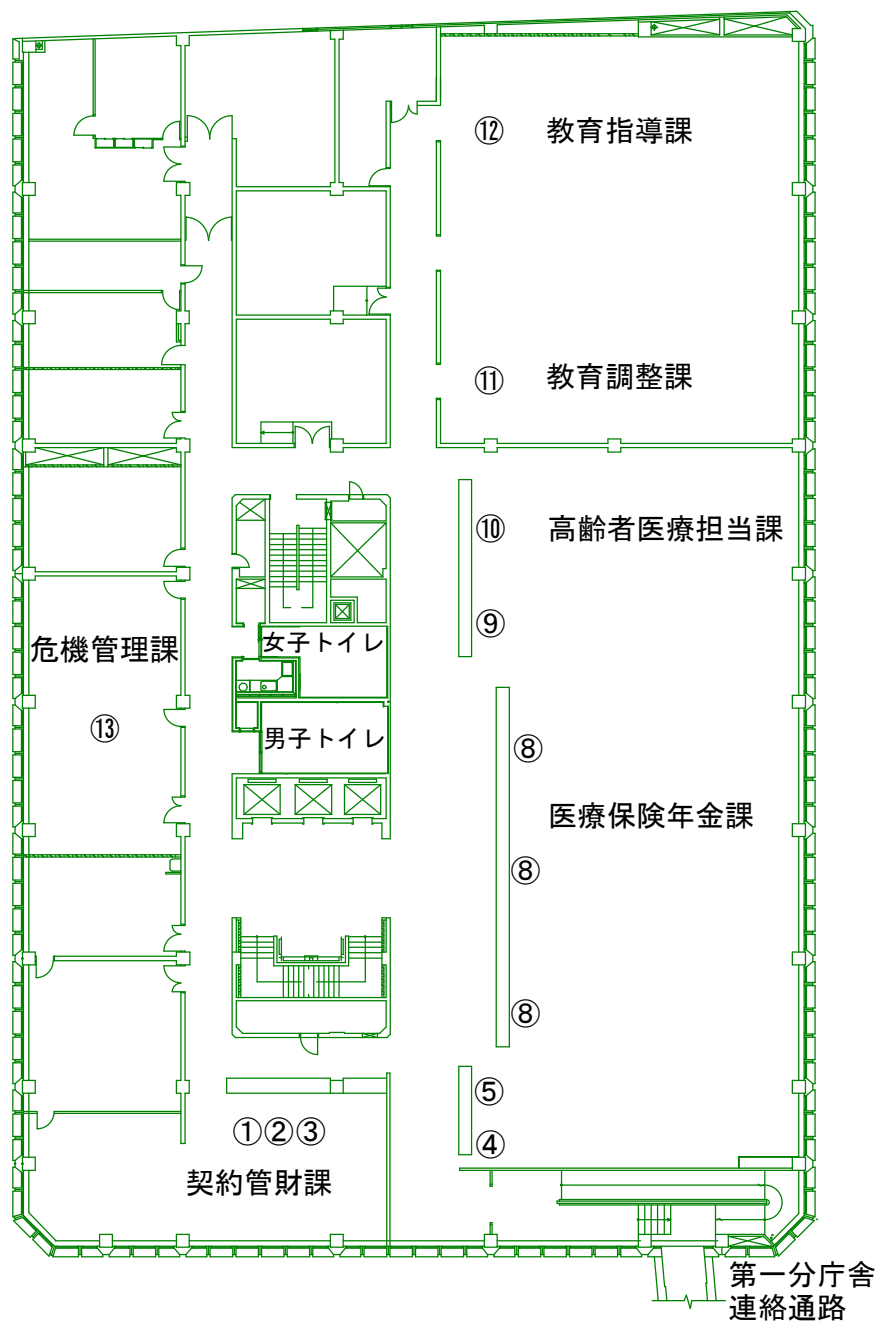 ⑫ 教育指導課
⑪ 教育調整課
⑩ 高齢者医療担当課
⑨
危機管理課
女子トイレ
⑬
男子トイレ
⑧
医療保険年金課
⑧
⑧
⑤
①②③
④
契約管財課
第一分庁舎
連絡通路